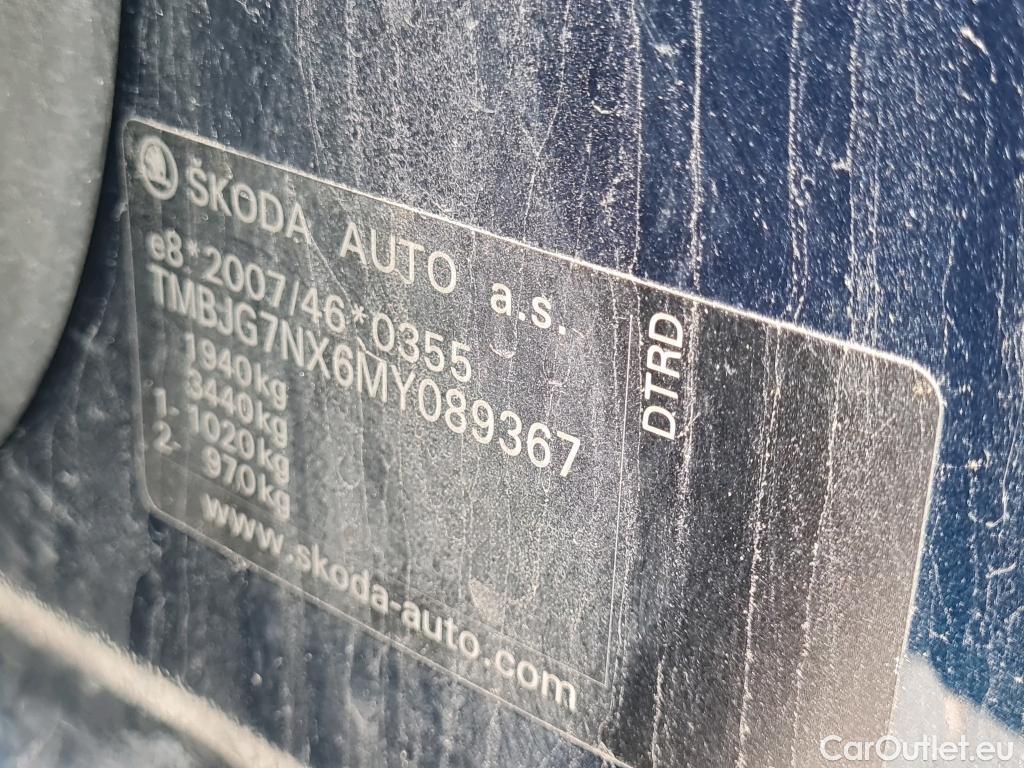 ŠKODA AUTO a.s.
e8*2007/46*0355
TMBJG7NX6MY089367
1940kg
3440kg
1- 1020kg
2- 970kg
www.skoda-auto.com
DTRD
CarOutlet.eu